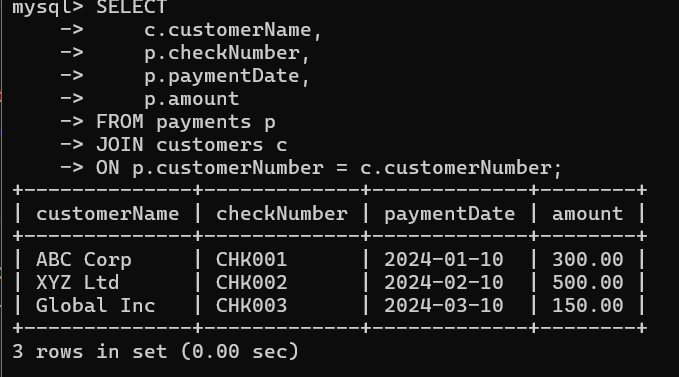 mysql> SELECT
    ->     c.customerName,
    ->     p.checkNumber,
    ->     p.paymentDate,
    ->     p.amount
    -> FROM payments p
    -> JOIN customers c
    -> ON p.customerNumber = c.customerNumber;
+--------------+-------------+-------------+--------+
| customerName | checkNumber | paymentDate | amount |
+--------------+-------------+-------------+--------+
| ABC Corp     | CHK001      | 2024-01-10  | 300.00 |
| XYZ Ltd      | CHK002      | 2024-02-10  | 500.00 |
| Global Inc   | CHK003      | 2024-03-10  | 150.00 |
+--------------+-------------+-------------+--------+
3 rows in set (0.00 sec)